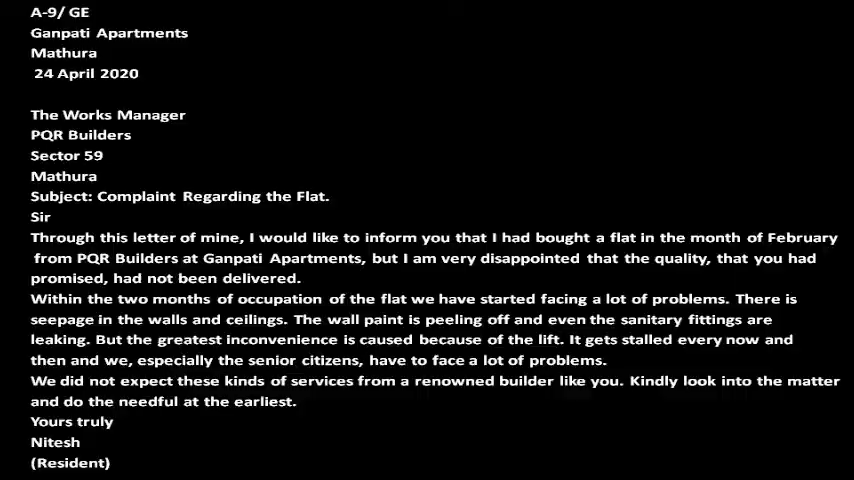 A-9/ GE
Ganpati Apartments
Mathura
24 April 2020
The Works Manager
PQR Builders
Sector 59
Mathura
Subject: Complaint Regarding the Flat.
Sir
Through this letter of mine, I would like to inform you that I had bought a flat in the month of February
from PQR Builders at Ganpati Apartments, but I am very disappointed that the quality, that you had
promised, had not been delivered.
Within the two months of occupation of the flat we have started facing a lot of problems. There is
seepage in the walls and ceilings. The wall paint is peeling off and even the sanitary fittings are
leaking. But the greatest inconvenience is caused because of the lift. It gets stalled every now and
then and we, especially the senior citizens, have to face a lot of problems.
We did not expect these kinds of services from a renowned builder like you. Kindly look into the matter
and do the needful at the earliest.
Yours truly
Nitesh
(Resident)